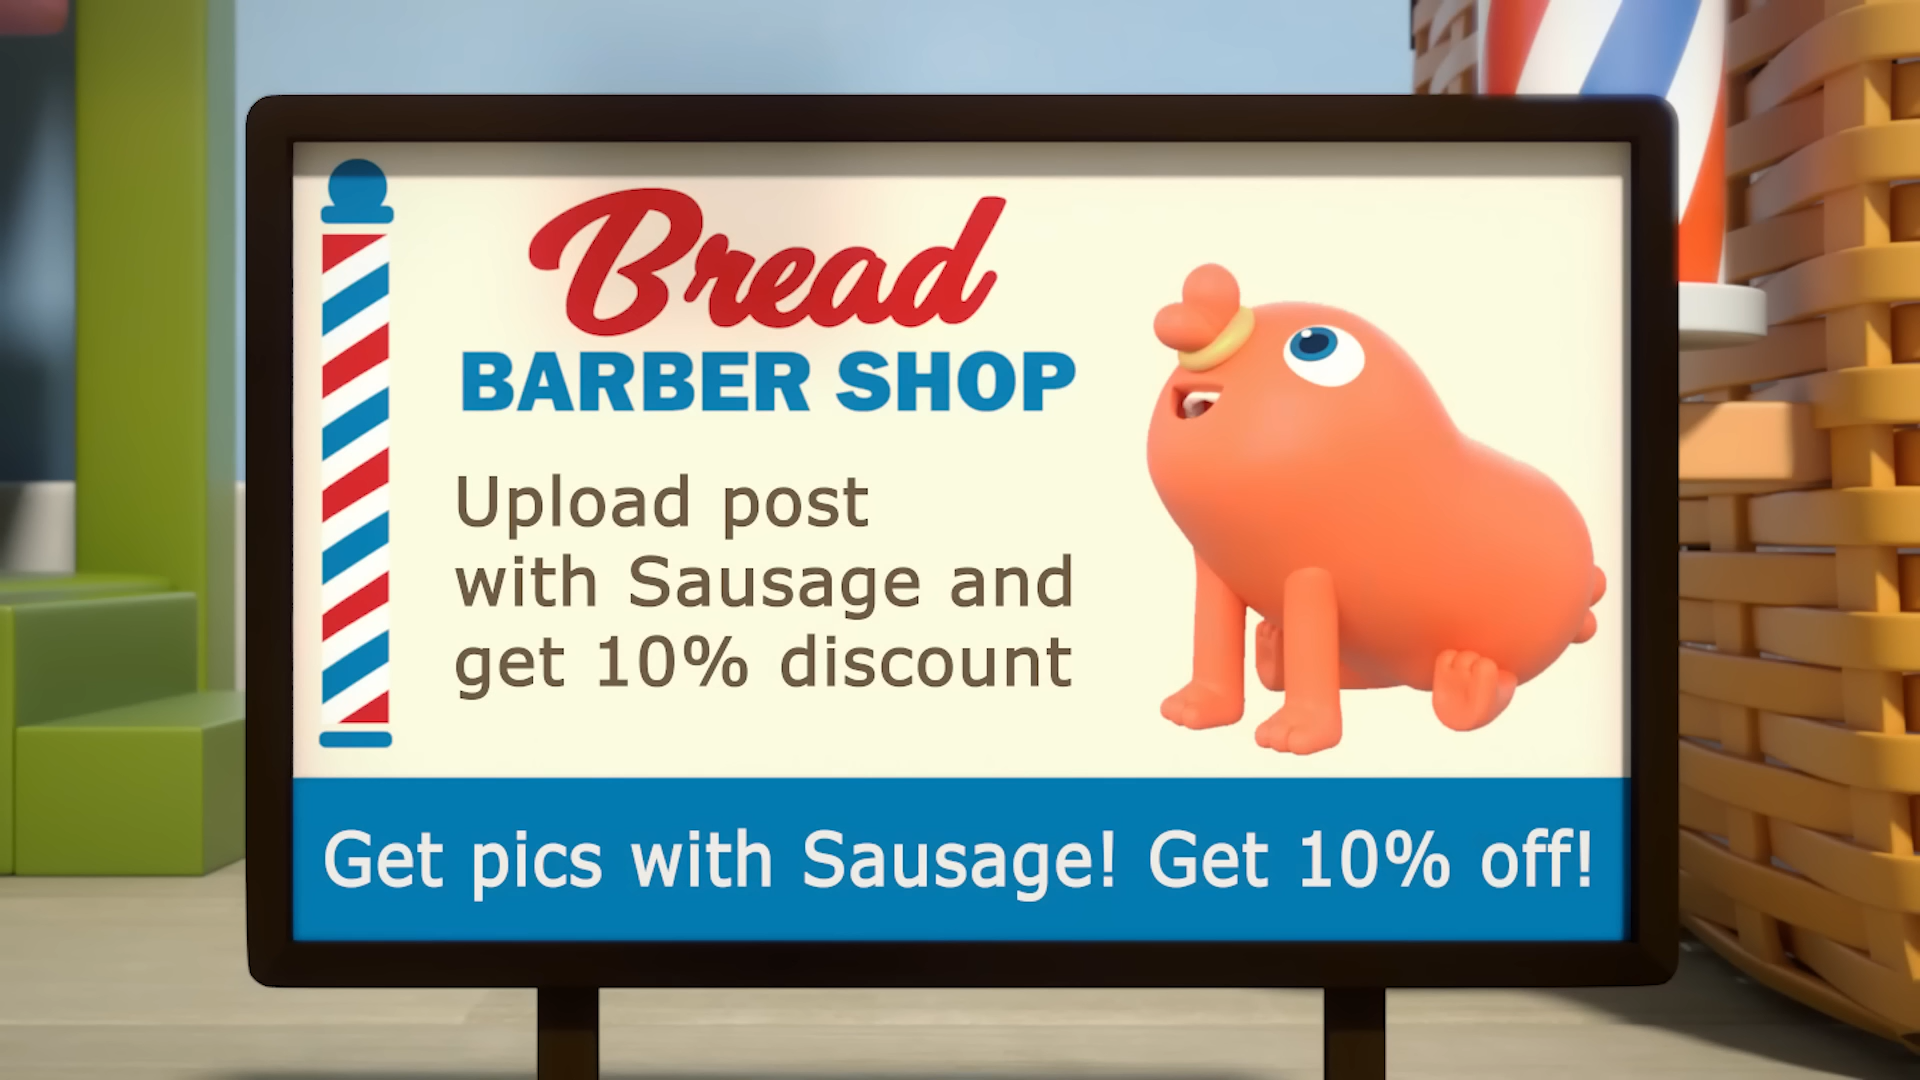 Bread
BARBER SHOP
Upload post
with Sausage and
get 10% discount
Get pics with Sausage! Get 10% off!